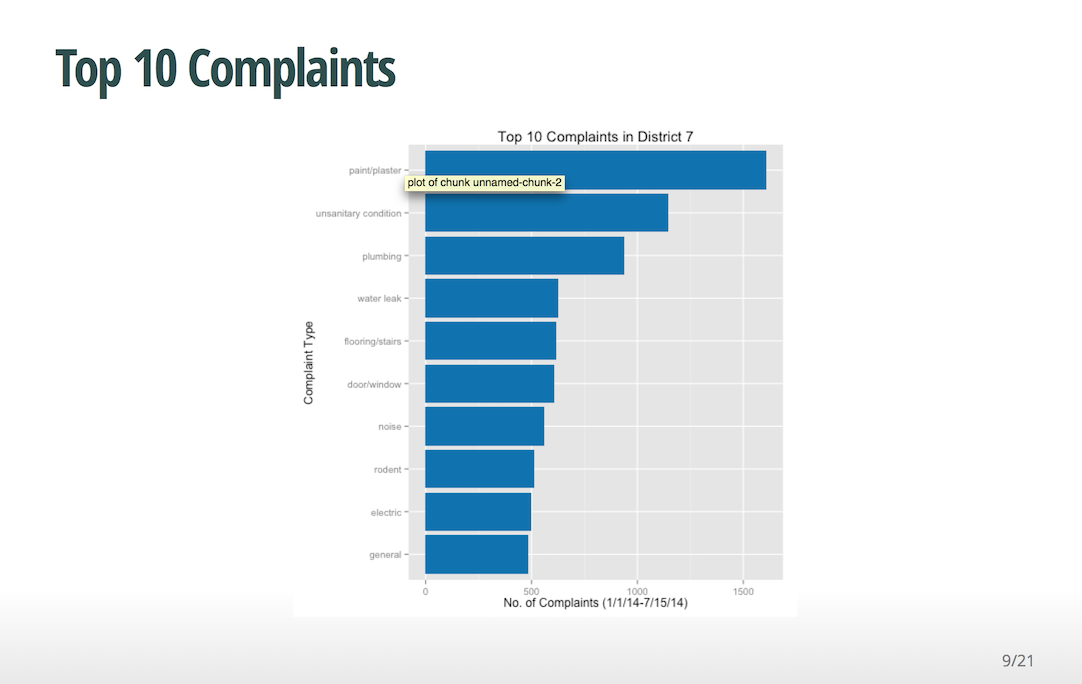 Top 10 Complaints
Top 10 Complaints in District 7
paint/plaster
plot of chunk unnamed-chunk-2
unsanitary condition
plumbing
water leak
flooring/stairs
Complaint Type
door/window
noise
rodent
electric
general
0 500 1000 1500
No. of Complaints (1/1/14-7/15/14)
9/21